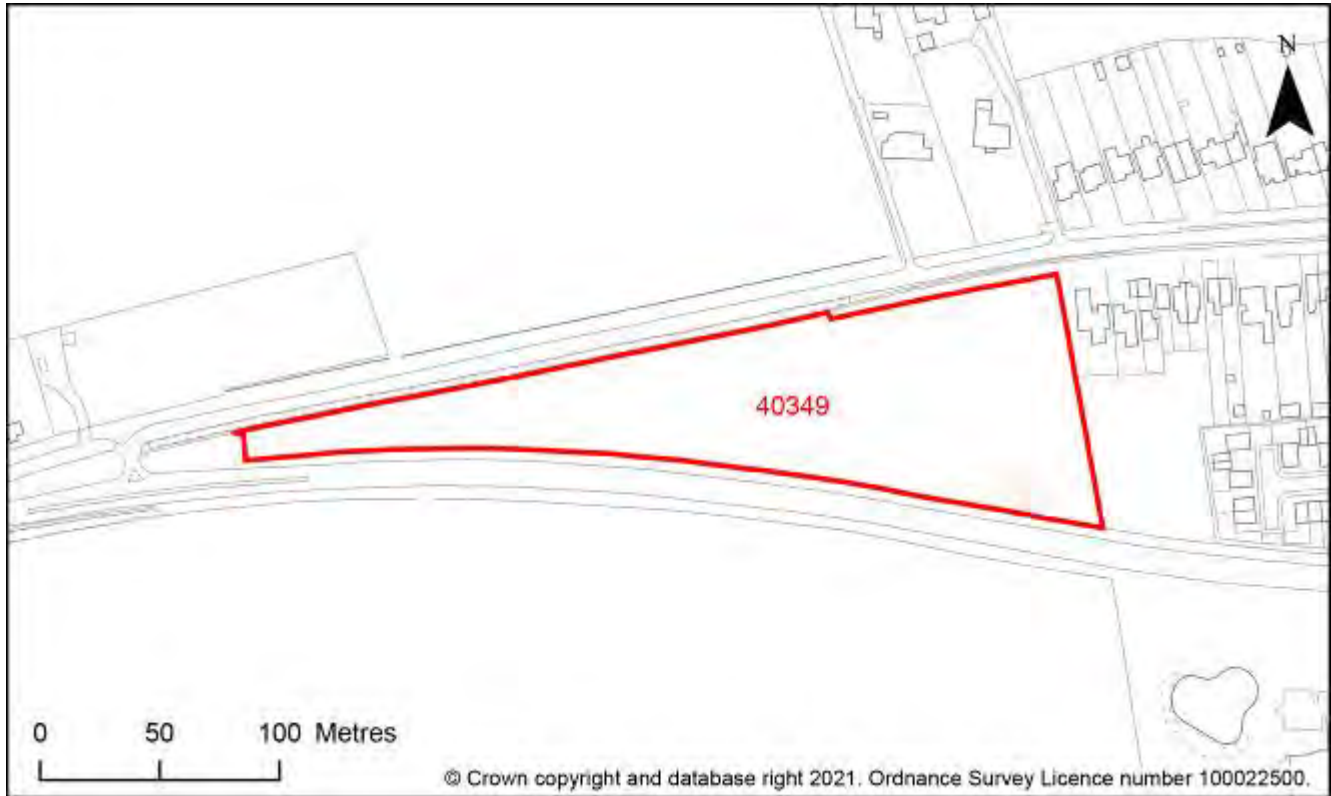 N
40349
0 50 100 Metres
© Crown copyright and database right 2021. Ordnance Survey Licence number 100022500.